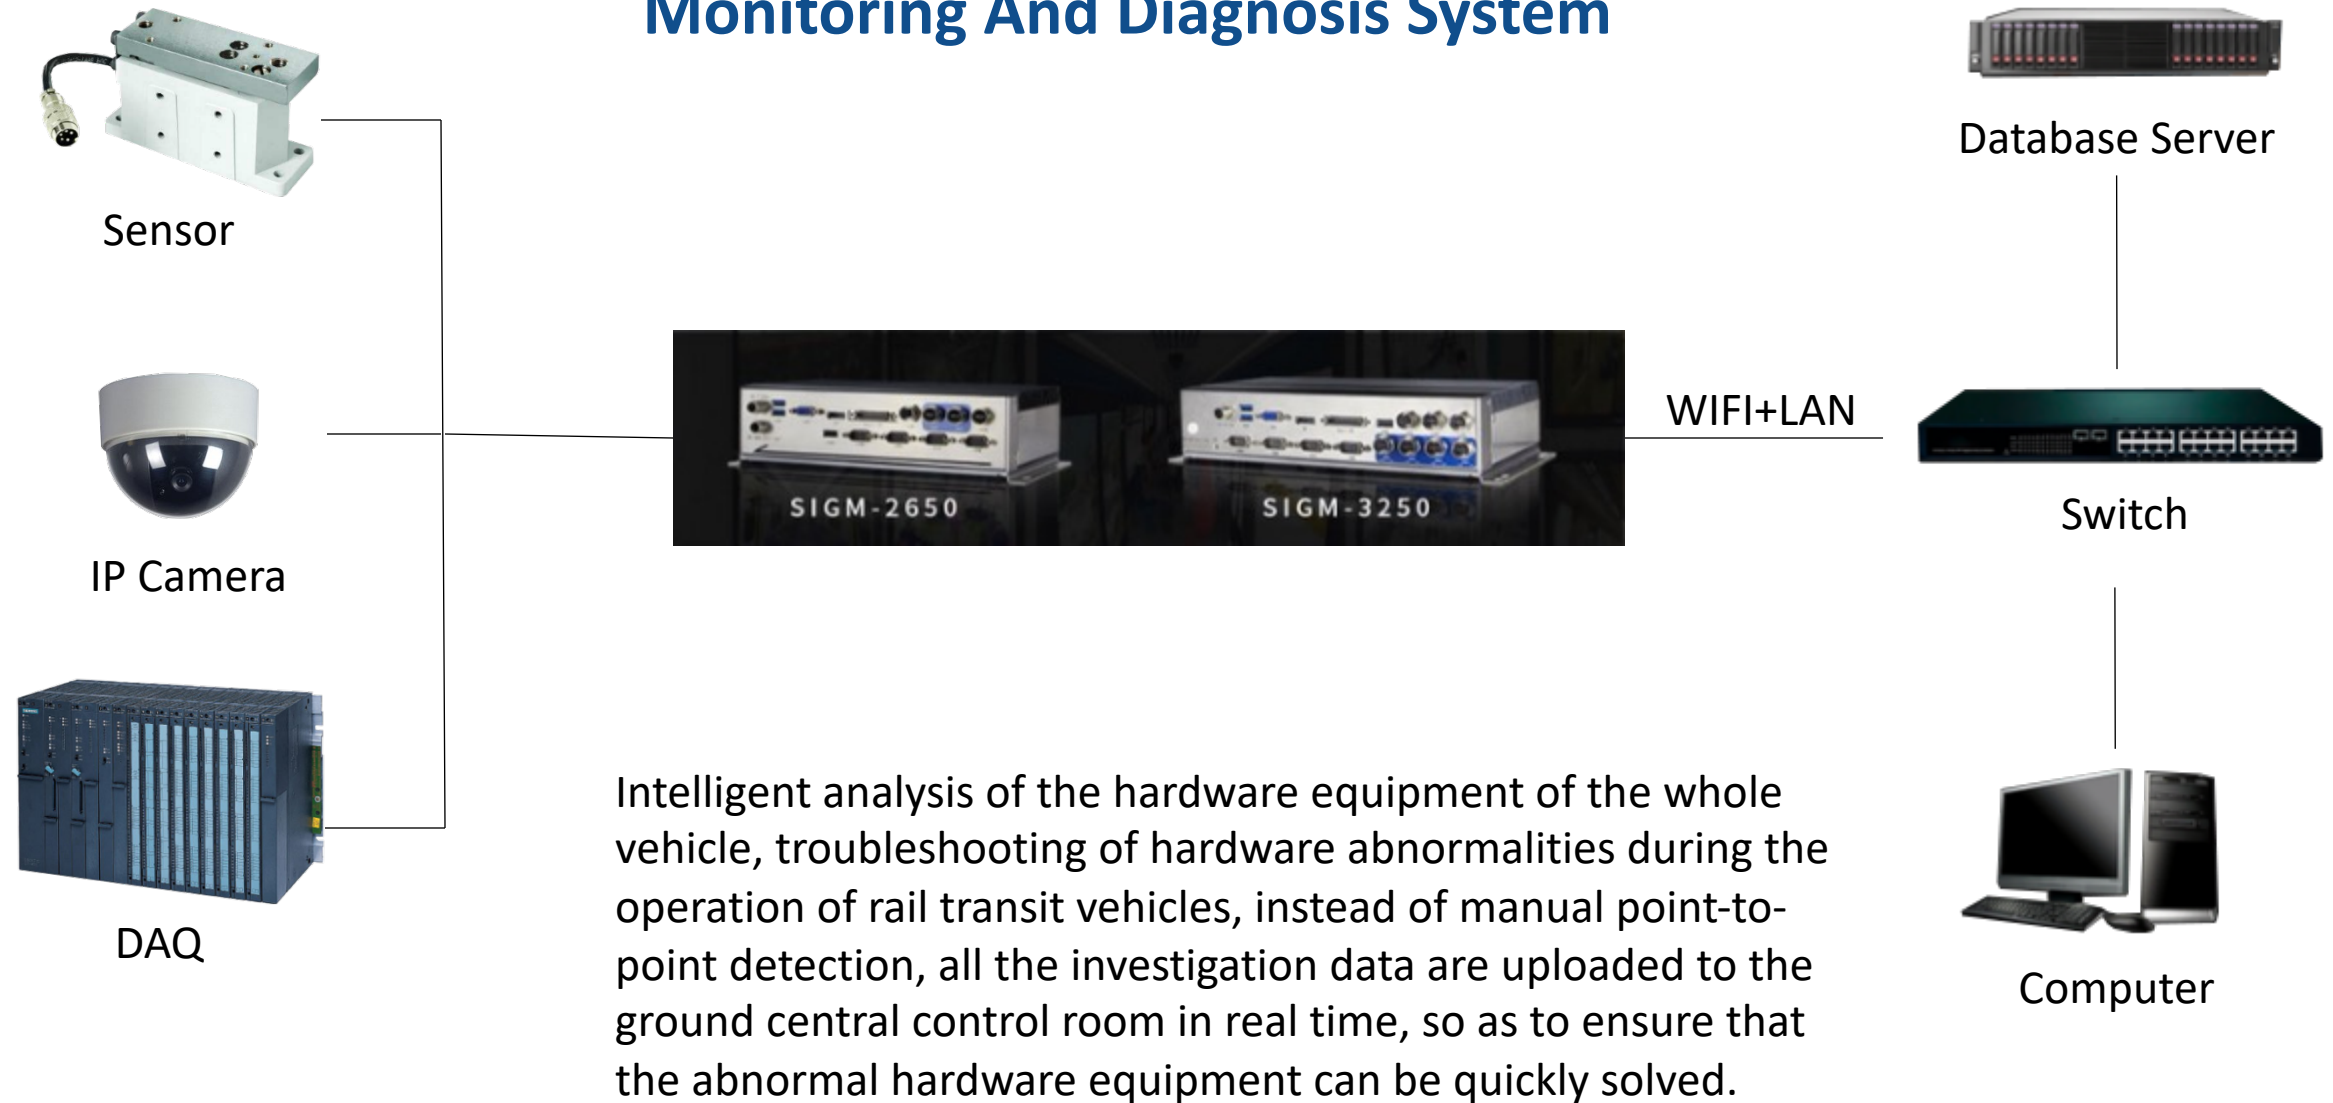 Monitoring And Diagnosis System
Database Server
Sensor
WIFI+LAN
SIGM-2650
SIGM-3250
Switch
IP Camera
DAQ
Computer
Intelligent analysis of the hardware equipment of the whole
vehicle, troubleshooting of hardware abnormalities during the
operation of rail transit vehicles, instead of manual point-to-
point detection, all the investigation data are uploaded to the
ground central control room in real time, so as to ensure that
the abnormal hardware equipment can be quickly solved.